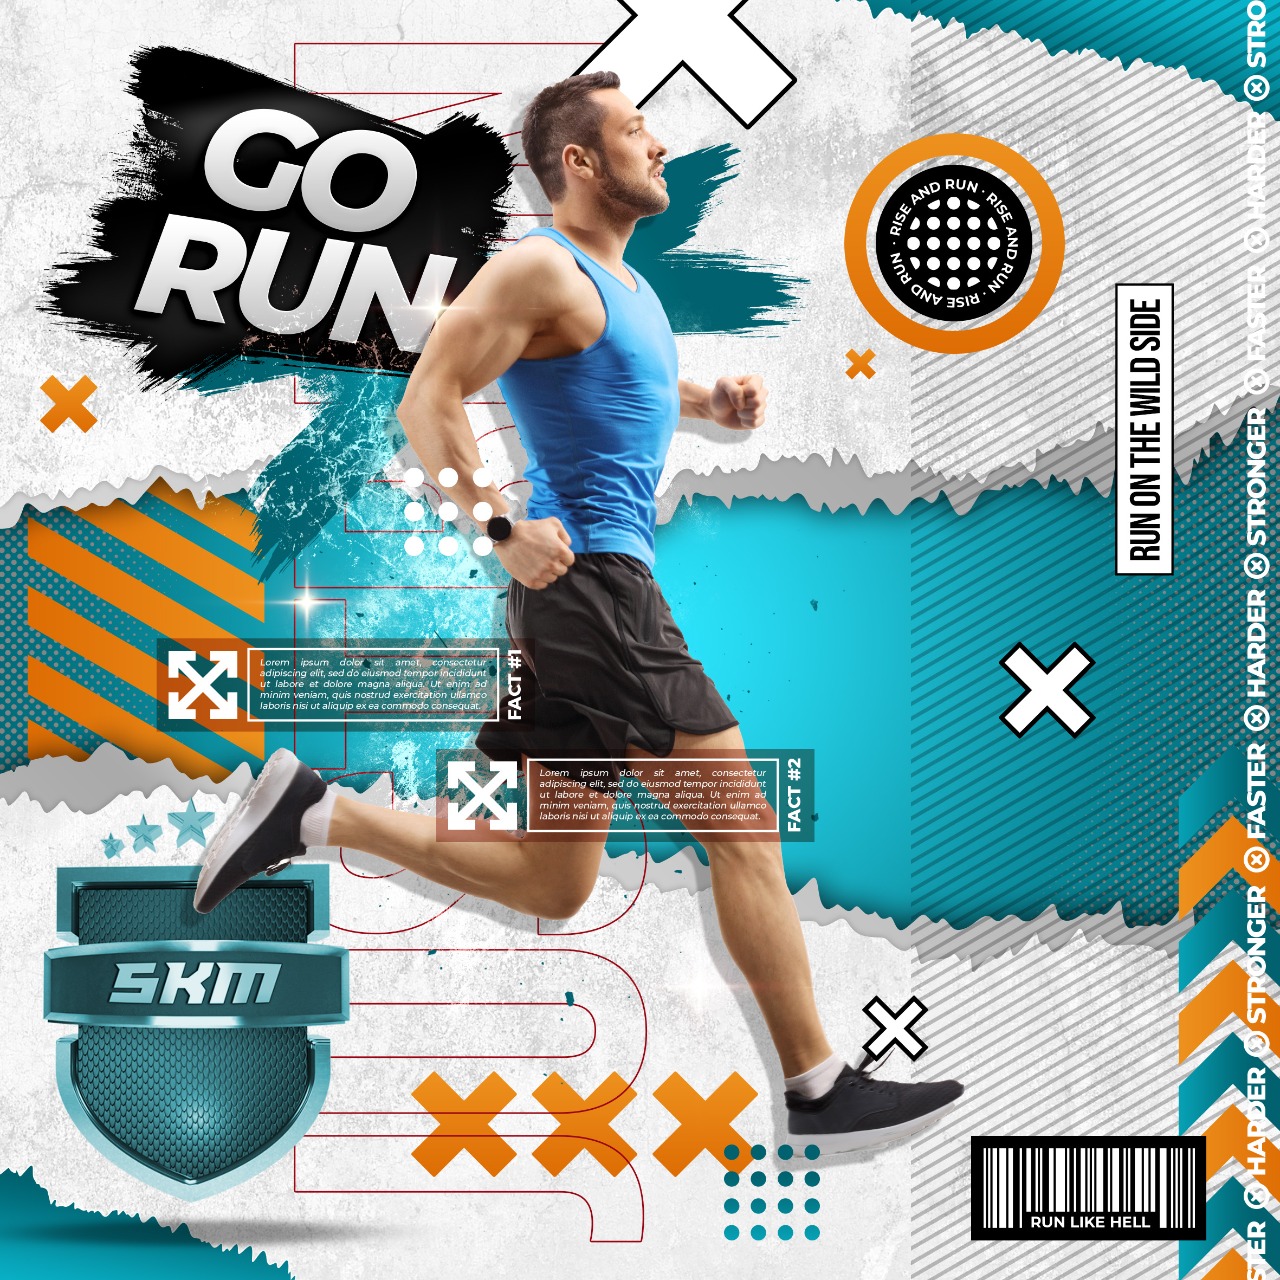 GO
RUN
RISE AND RUN · RISE AND RUN · RISE AND RUN ·
RUN ON THE WILD SIDE
Lorem ipsum dolor sit amet, consectetur
adipiscing elit, sed do eiusmod tempor incididunt
ut labore et dolore magna aliqua. Ut enim ad
minim veniam, quis nostrud exercitation ullamco
laboris nisi ut aliquip ex ea commodo consequat.
FACT #1
Lorem ipsum dolor sit amet, consectetur
adipiscing elit, sed do eiusmod tempor incididunt
ut labore et dolore magna aliqua. Ut enim ad
minim veniam, quis nostrud exercitation ullamco
laboris nisi ut aliquip ex ea commodo consequat.
FACT #2
5KM
RUN LIKE HELL
STER ⓧ HARDER ⓧ STRONGER ⓧ FASTER ⓧ HARDER ⓧ STRONGER ⓧ FASTER ⓧ HARDER ⓧ STRO